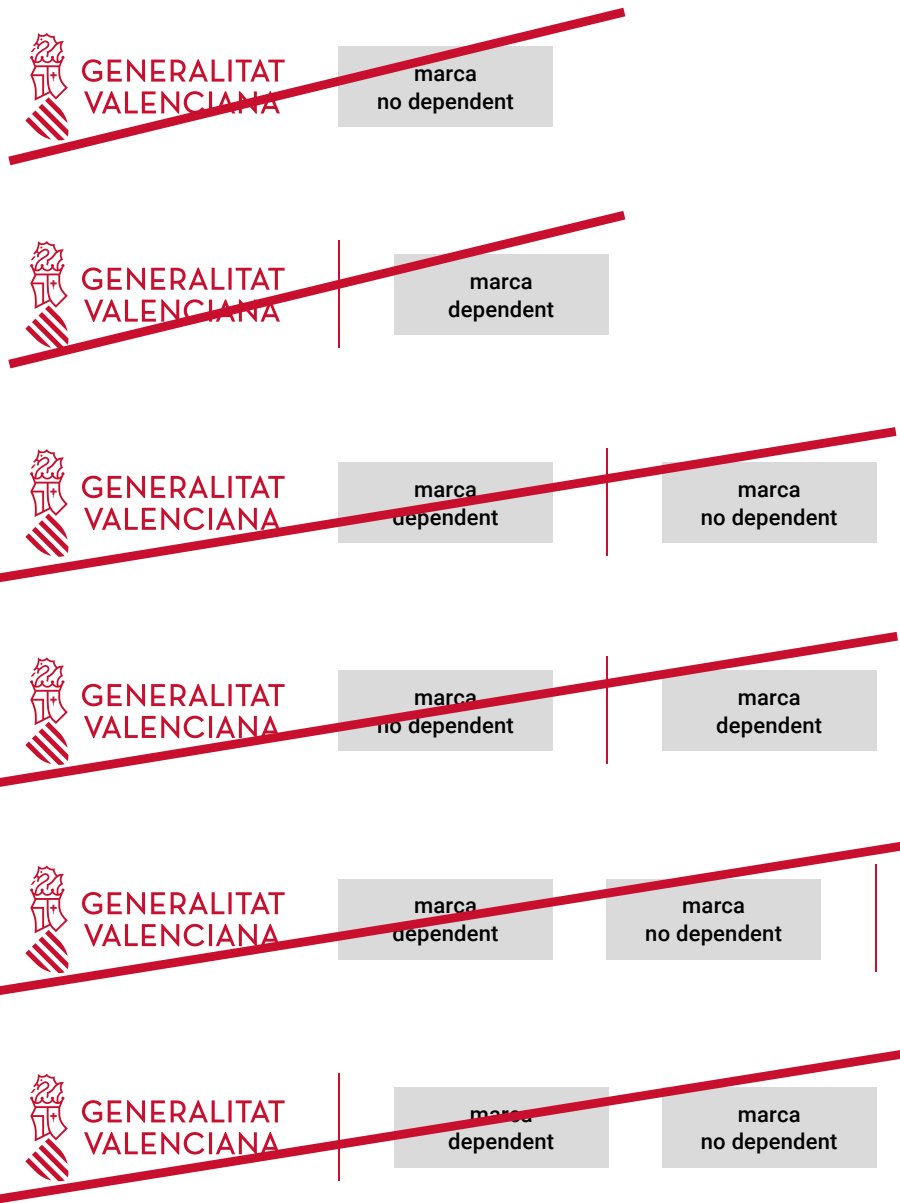 GENERALITAT
VALENCIANA
marca
no dependent
GENERALITAT
VALENCIANA
marca
dependent
GENERALITAT
VALENCIANA
marca
dependent
marca
no dependent
GENERALITAT
VALENCIANA
marca
no dependent
marca
dependent
GENERALITAT
VALENCIANA
marca
dependent
marca
no dependent
GENERALITAT
VALENCIANA
marca
dependent
marca
no dependent